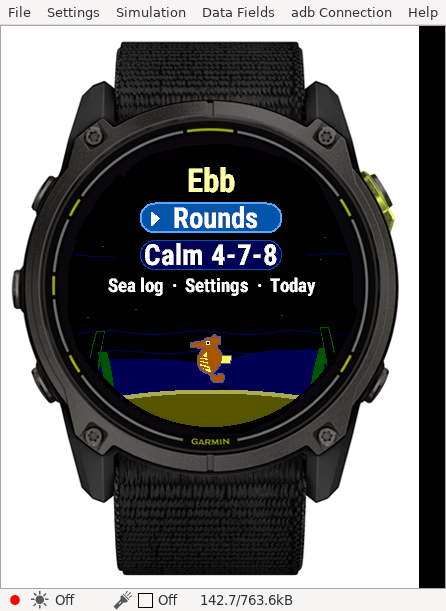 File Settings Simulation Data Fields adb Connection Help
Ebb
Rounds
Calm 4-7-8
Sea log · Settings · Today
GARMIN
Off Off 142.7/763.6kB